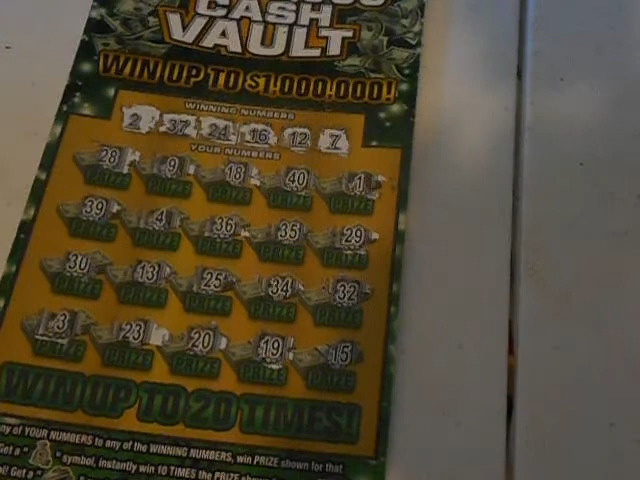 CASH
VAULT
WIN UP TO $1,000,000!
WINNING NUMBERS
2 37 24 16 12 7
YOUR NUMBERS
28 9 18 40 1
PRIZE PRIZE PRIZE PRIZE PRIZE
39 4 36 35 29
PRIZE PRIZE PRIZE PRIZE PRIZE
30 13 25 34 32
PRIZE PRIZE PRIZE PRIZE PRIZE
3 23 20 19 15
PRIZE PRIZE PRIZE PRIZE PRIZE
WIN UP TO 20 TIMES!
any of YOUR NUMBERS to any of the WINNING NUMBERS, win PRIZE shown for that
Get a " " symbol, instantly win 10 TIMES the PRIZE shown
Get a "